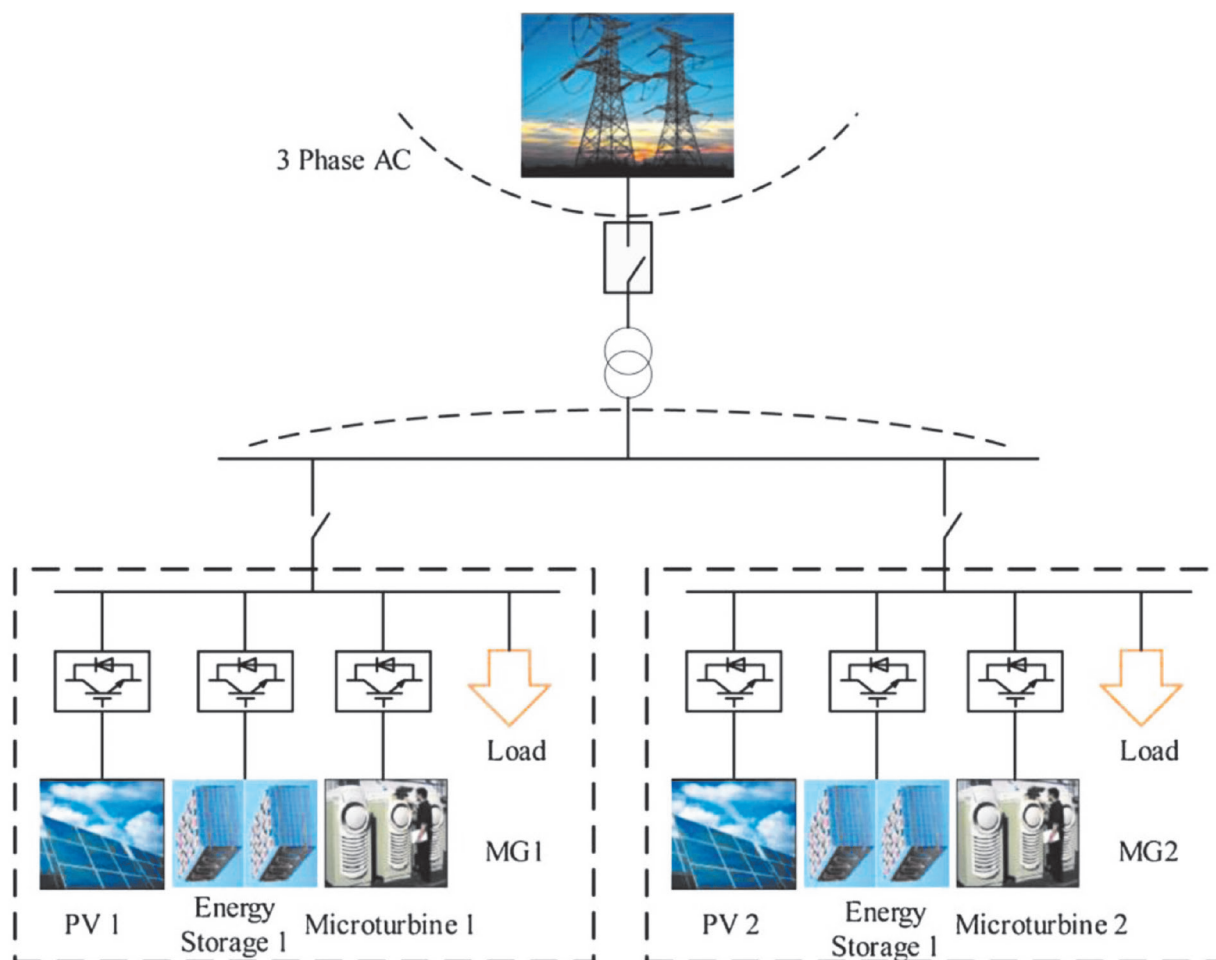 3 Phase AC
Load
Load
MG1
MG2
PV 1
Energy
Storage 1
Microturbine 1
PV 2
Energy
Storage 1
Microturbine 2